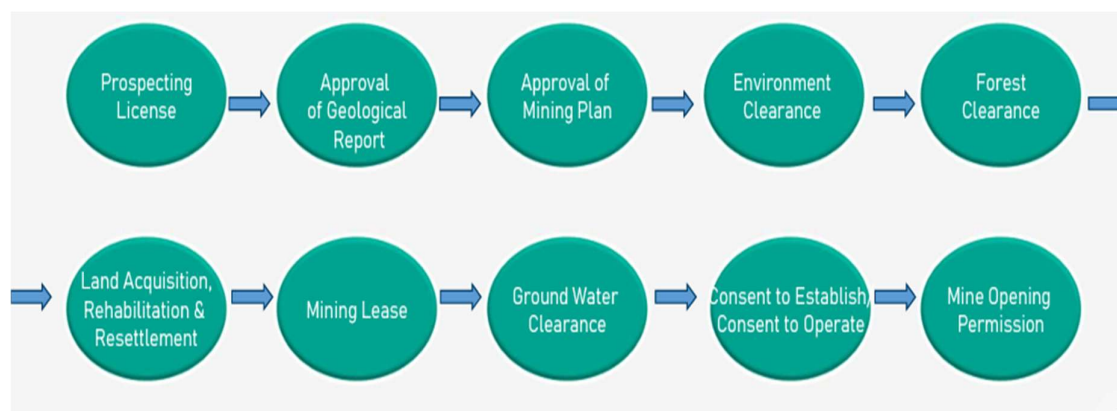 Prospecting
License
Approval
of Geological
Report
Approval of
Mining Plan
Environment
Clearance
Forest
Clearance
Land Acquisition,
Rehabilitation &
Resettlement
Mining Lease
Ground Water
Clearance
Consent to Establish/
Consent to Operate
Mine Opening
Permission